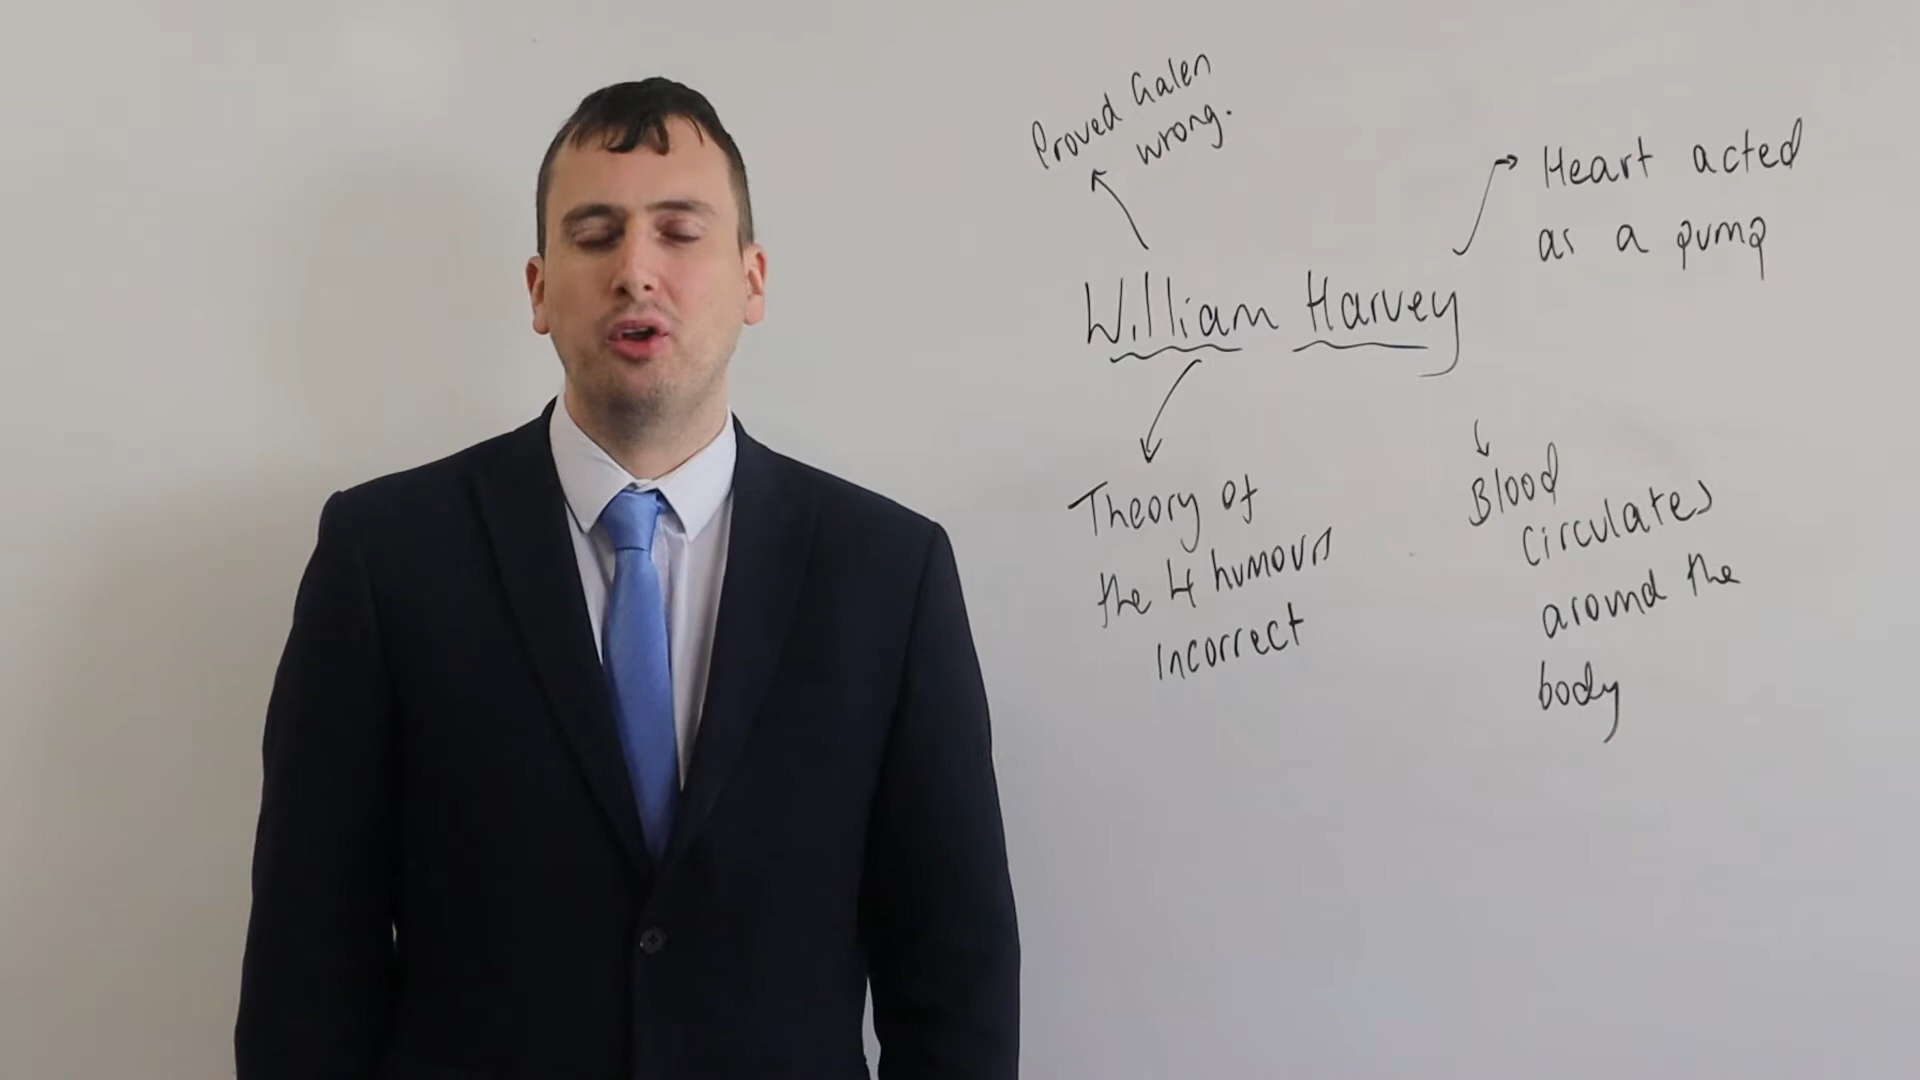 Proved Galen
wrong.
Heart acted
as a pump
William Harvey
Theory of
the 4 humours
incorrect
Blood
circulates
around the
body